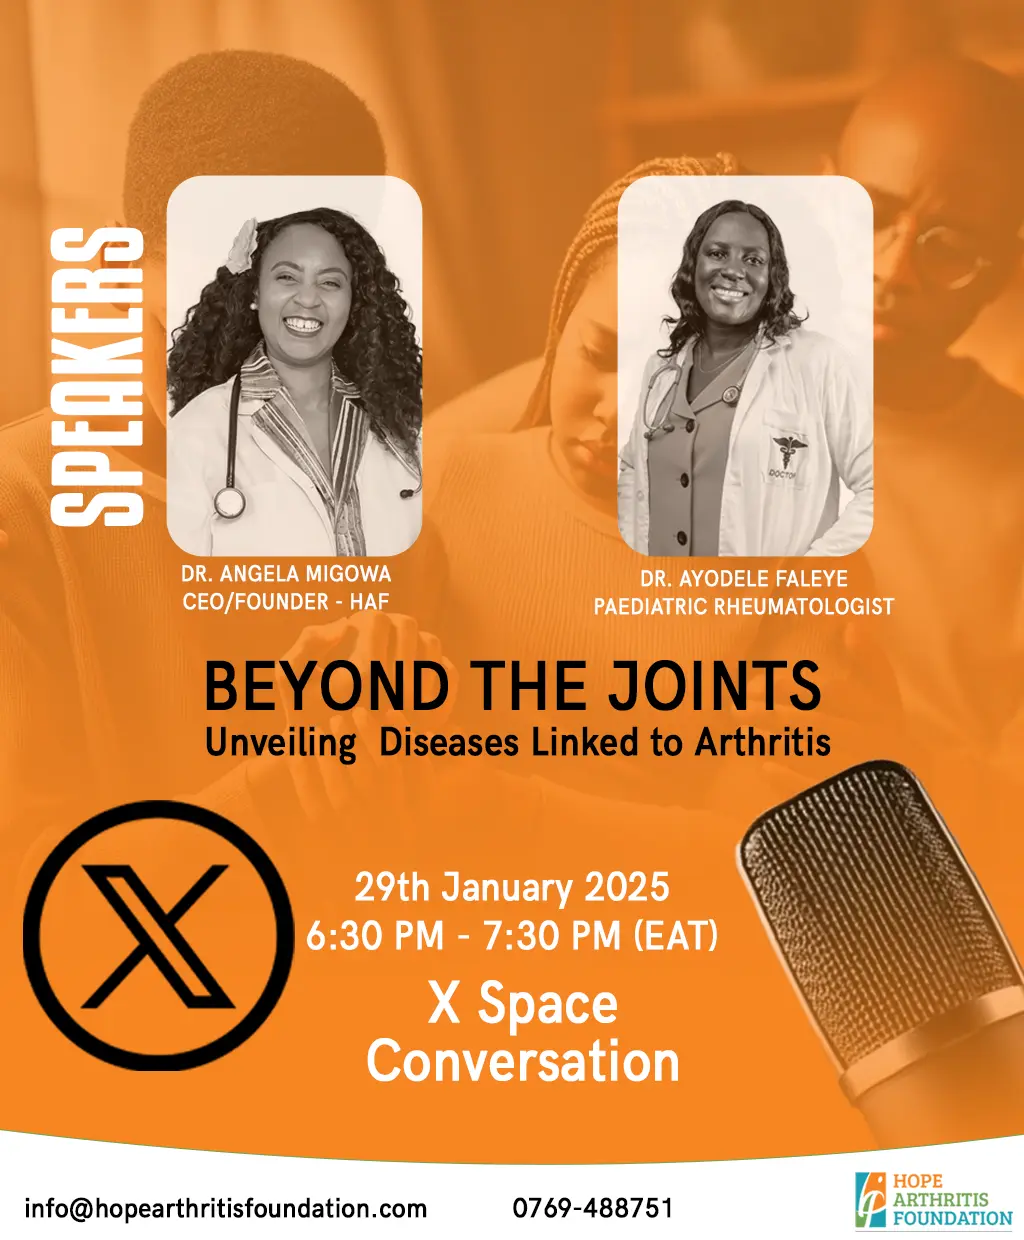 SPEAKERS
DOCTOR
DR. ANGELA MIGOWA
CEO/FOUNDER - HAF
DR. AYODELE FALEYE
PAEDIATRIC RHEUMATOLOGIST
BEYOND THE JOINTS
Unveiling  Diseases Linked to Arthritis
29th January 2025
6:30 PM - 7:30 PM (EAT)
X Space
Conversation
info@hopearthritisfoundation.com
0769-488751
HOPE
ARTHRITIS
FOUNDATION